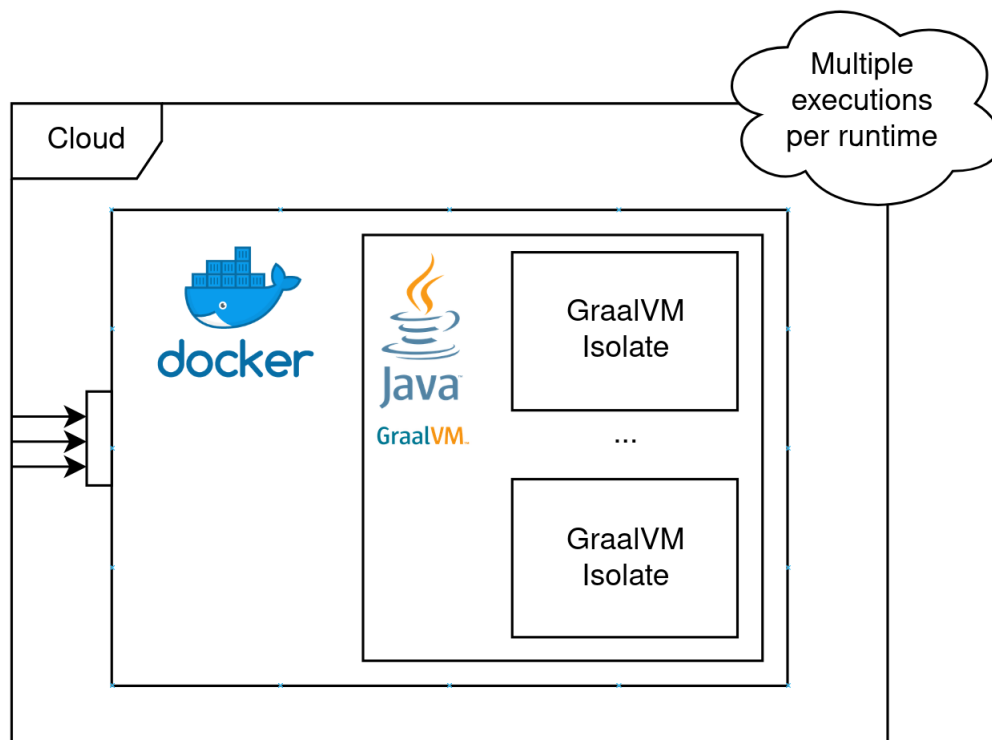 Multiple
executions
per runtime
Cloud
docker
Java
GraalVM
GraalVM
Isolate
...
GraalVM
Isolate